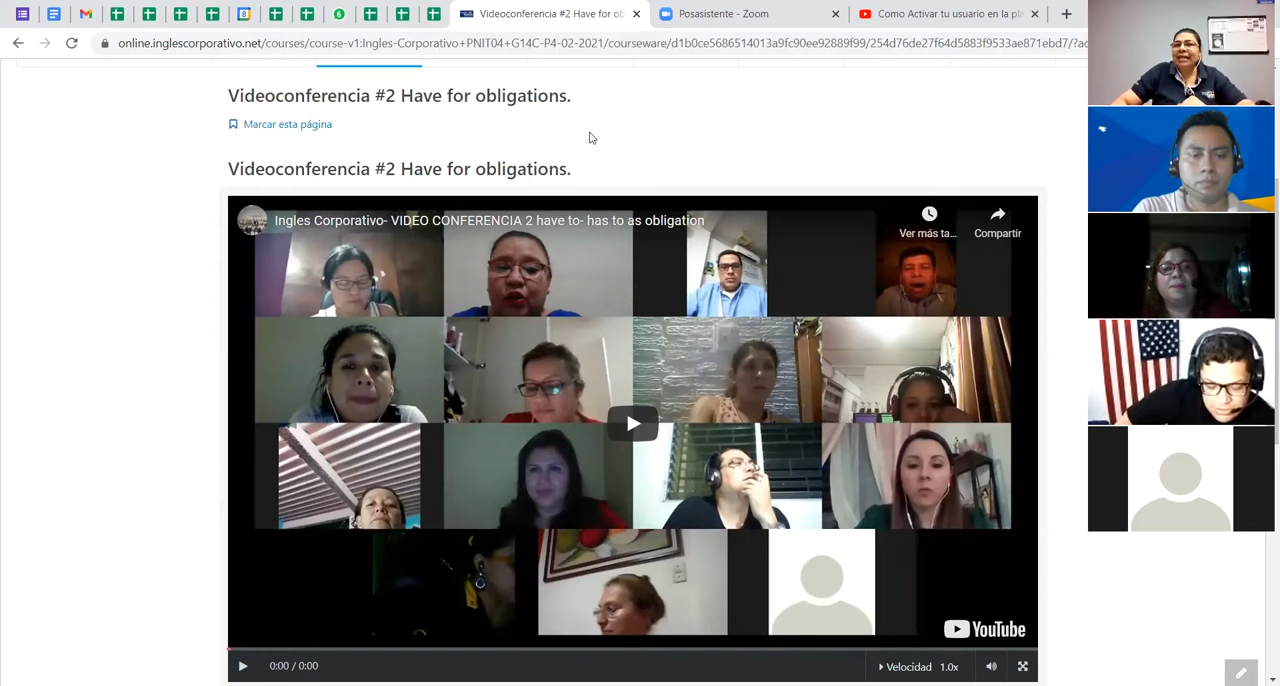 Videoconferencia #2 Have for ob
Posasistente - Zoom
Como Activar tu usuario en la pla
online.inglescorporativo.net/courses/course-v1:Ingles-Corporativo+PNIT04+G14C-P4-02-2021/courseware/d1b0ce5686514013a9fc90ee92889f99/254d76de27f64d5883f9533ae871ebd7/?ac
Videoconferencia #2 Have for obligations.
Marcar esta página
Videoconferencia #2 Have for obligations.
Ingles Corporativo- VIDEO CONFERENCIA 2 have to- has to as obligation
Ver más ta...
Compartir
YouTube
0:00 / 0:00
Velocidad 1.0x